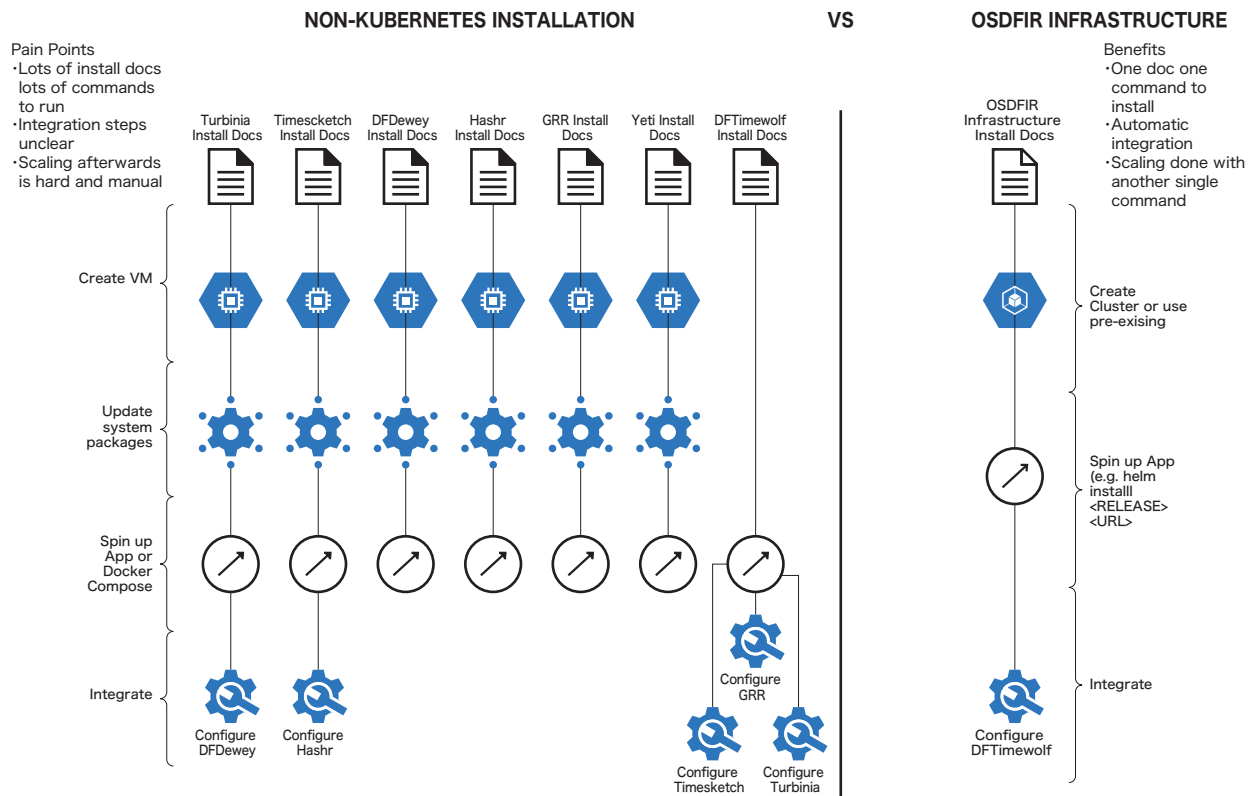 NON-KUBERNETES INSTALLATION
VS
OSDFIR INFRASTRUCTURE
Pain Points
·Lots of install docs
lots of commands
to run
·Integration steps
unclear
·Scaling afterwards
is hard and manual
Turbinia
Install Docs
Timescketch
Install Docs
DFDewey
Install Docs
Hashr
Install Docs
GRR Install
Docs
Yeti Install
Docs
DFTimewolf
Install Docs
OSDFIR
Infrastructure
Install Docs
Benefits
·One doc one
command to
install
·Automatic
integration
·Scaling done with
another single
command
Create VM
Update
system
packages
Spin up
App or
Docker
Compose
Integrate
Configure
DFDewey
Configure
Hashr
Configure
GRR
Configure
Timesketch
Configure
Turbinia
Create
Cluster or use
pre-exising
Spin up App
(e.g. helm
installl
<RELEASE>
<URL>
Integrate
Configure
DFTimewolf